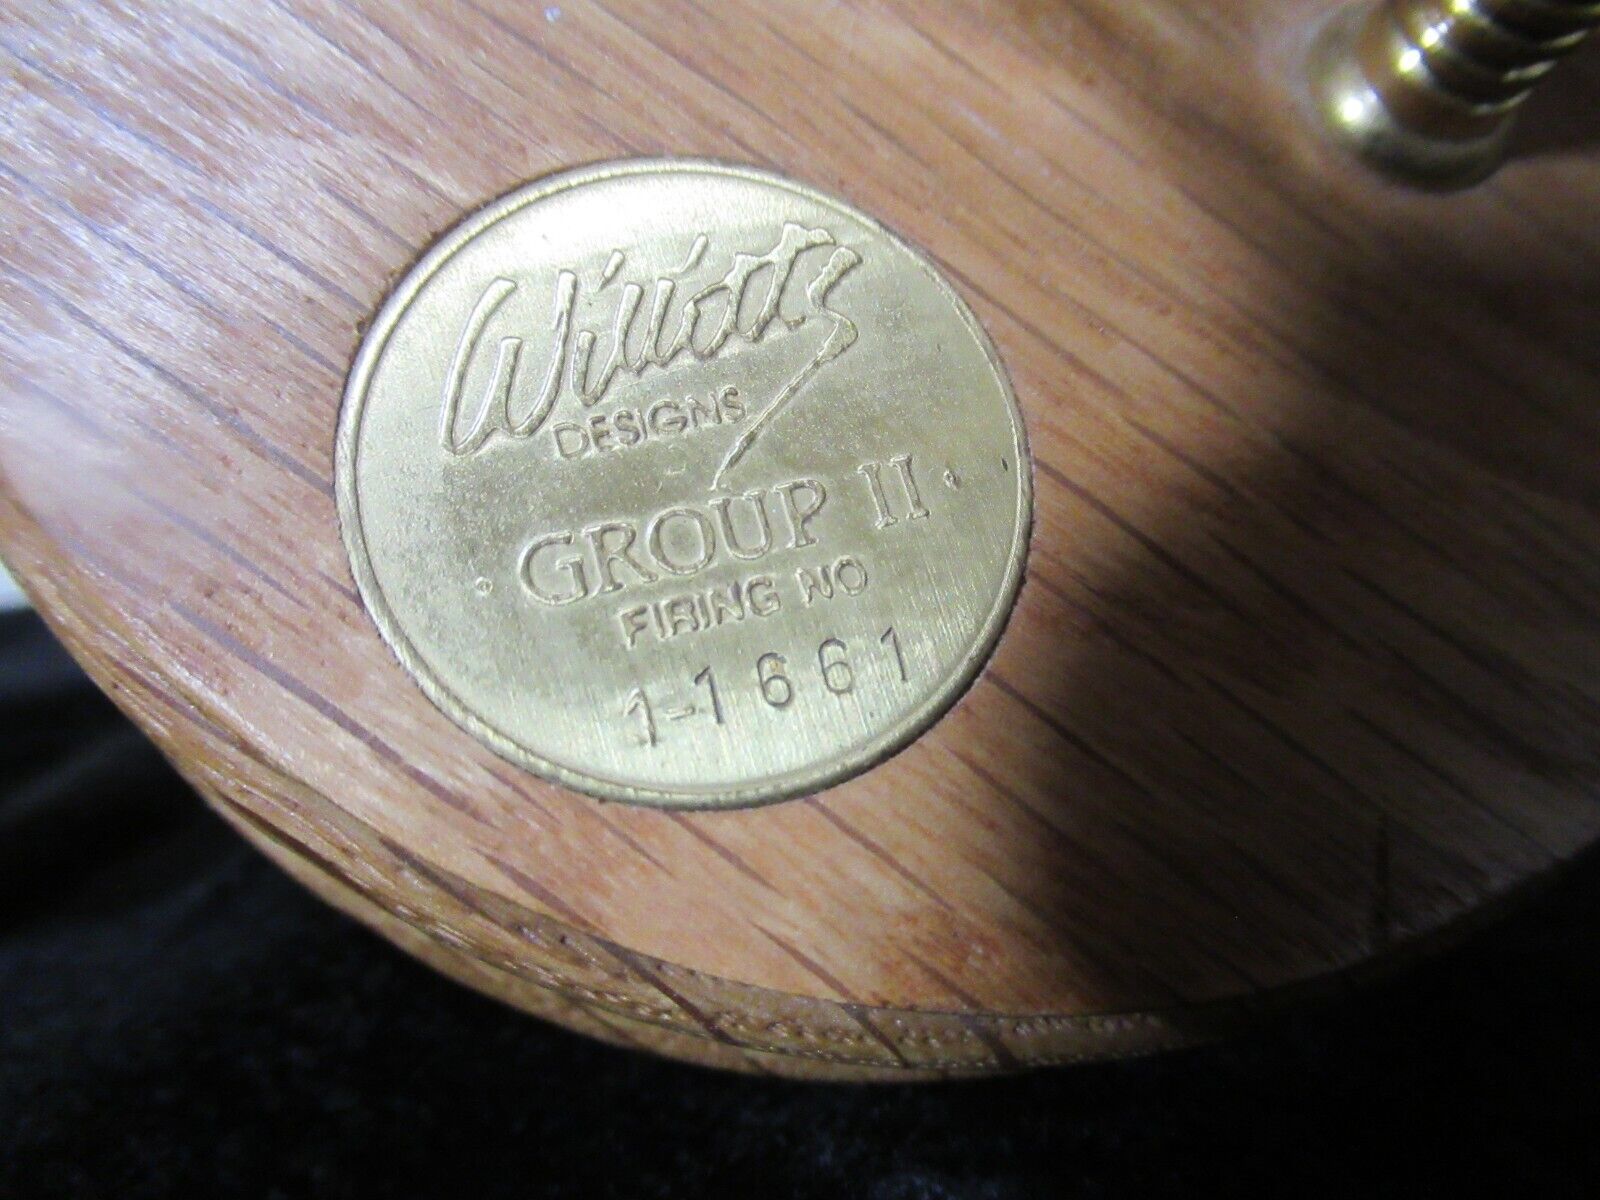 Willitts
DESIGNS
· GROUP II ·
FIRING NO
1-1661